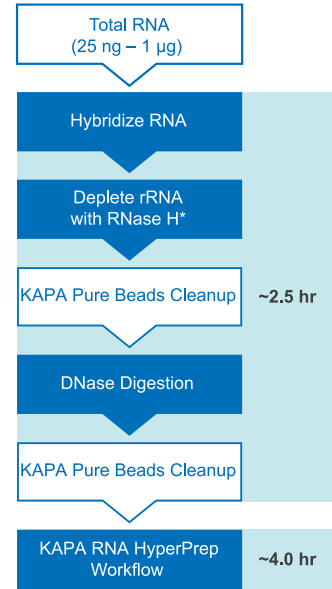 Total RNA
(25 ng – 1 µg)
Hybridize RNA
Deplete rRNA
with RNase H*
KAPA Pure Beads Cleanup
~2.5 hr
DNase Digestion
KAPA Pure Beads Cleanup
KAPA RNA HyperPrep
Workflow
~4.0 hr